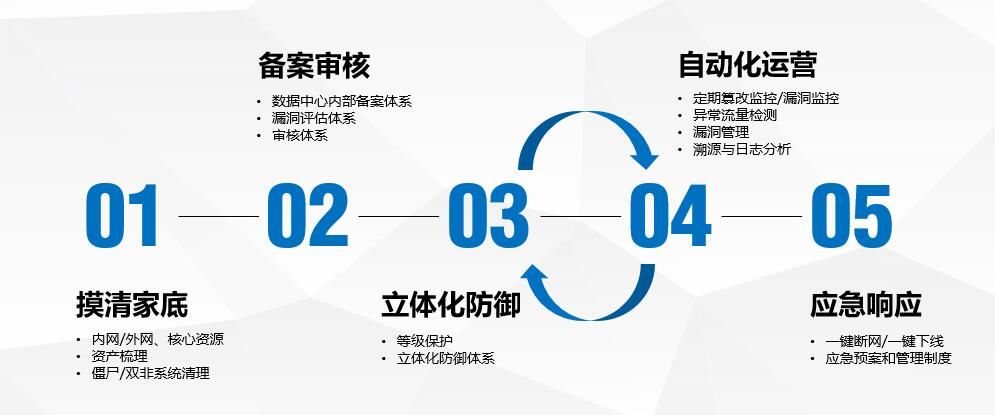 备案审核
• 数据中心内部备案体系
• 漏洞评估体系
• 审核体系
自动化运营
• 定期篡改监控/漏洞监控
• 异常流量检测
• 漏洞管理
• 溯源与日志分析
01
02
03
04
05
摸清家底
• 内网/外网、核心资源
• 资产梳理
• 僵尸/双非系统清理
立体化防御
• 等级保护
• 立体化防御体系
应急响应
• 一键断网/一键下线
• 应急预案和管理制度